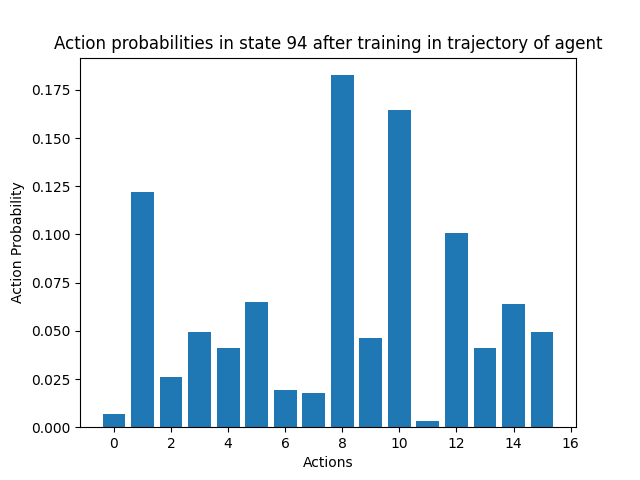 Action probabilities in state 94 after training in trajectory of agent
0.175
0.150
0.125
0.100
0.075
0.050
0.025
0.000
Action Probability
0 2 4 6 8 10 12 14 16
Actions